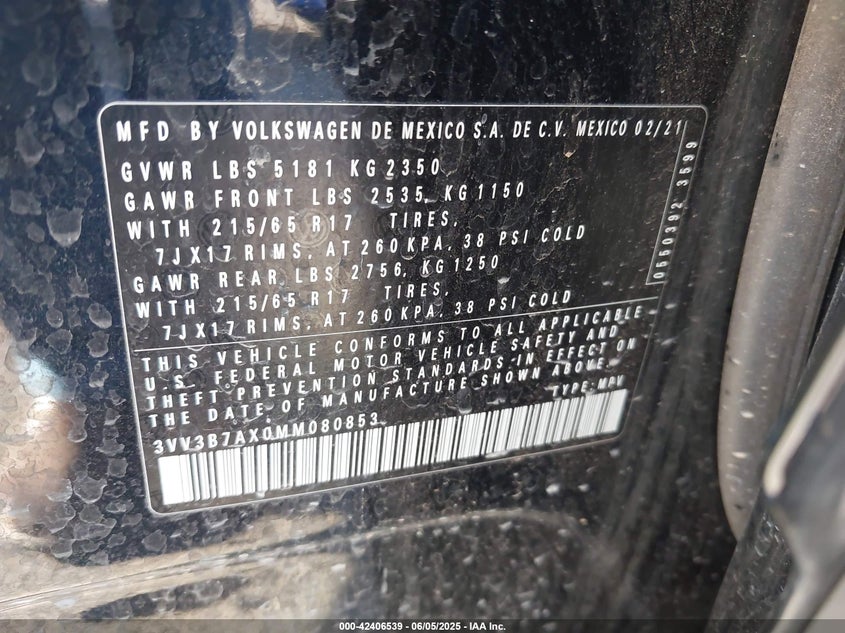 MFD BY VOLKSWAGEN DE MEXICO S.A. DE C.V. MEXICO 02/21
GVWR LBS 5181 KG 2350
GAWR FRONT LBS 2535, KG 1150
WITH 215/65 R17 TIRES,
7JX17 RIMS, AT 260 KPA, 38 PSI COLD
GAWR REAR LBS 2756, KG 1250
WITH 215/65 R17 TIRES,
7JX17 RIMS, AT 260 KPA, 38 PSI COLD
0550392 3599
THIS VEHICLE CONFORMS TO ALL APPLICABLE
U.S. FEDERAL MOTOR VEHICLE SAFETY AND
THEFT PREVENTION STANDARDS IN EFFECT ON
THE DATE OF MANUFACTURE SHOWN ABOVE.
TYPE: MPV
3VV3B7AX0MM080853
000-42406539 | 06/05/2025 - IAA Inc.